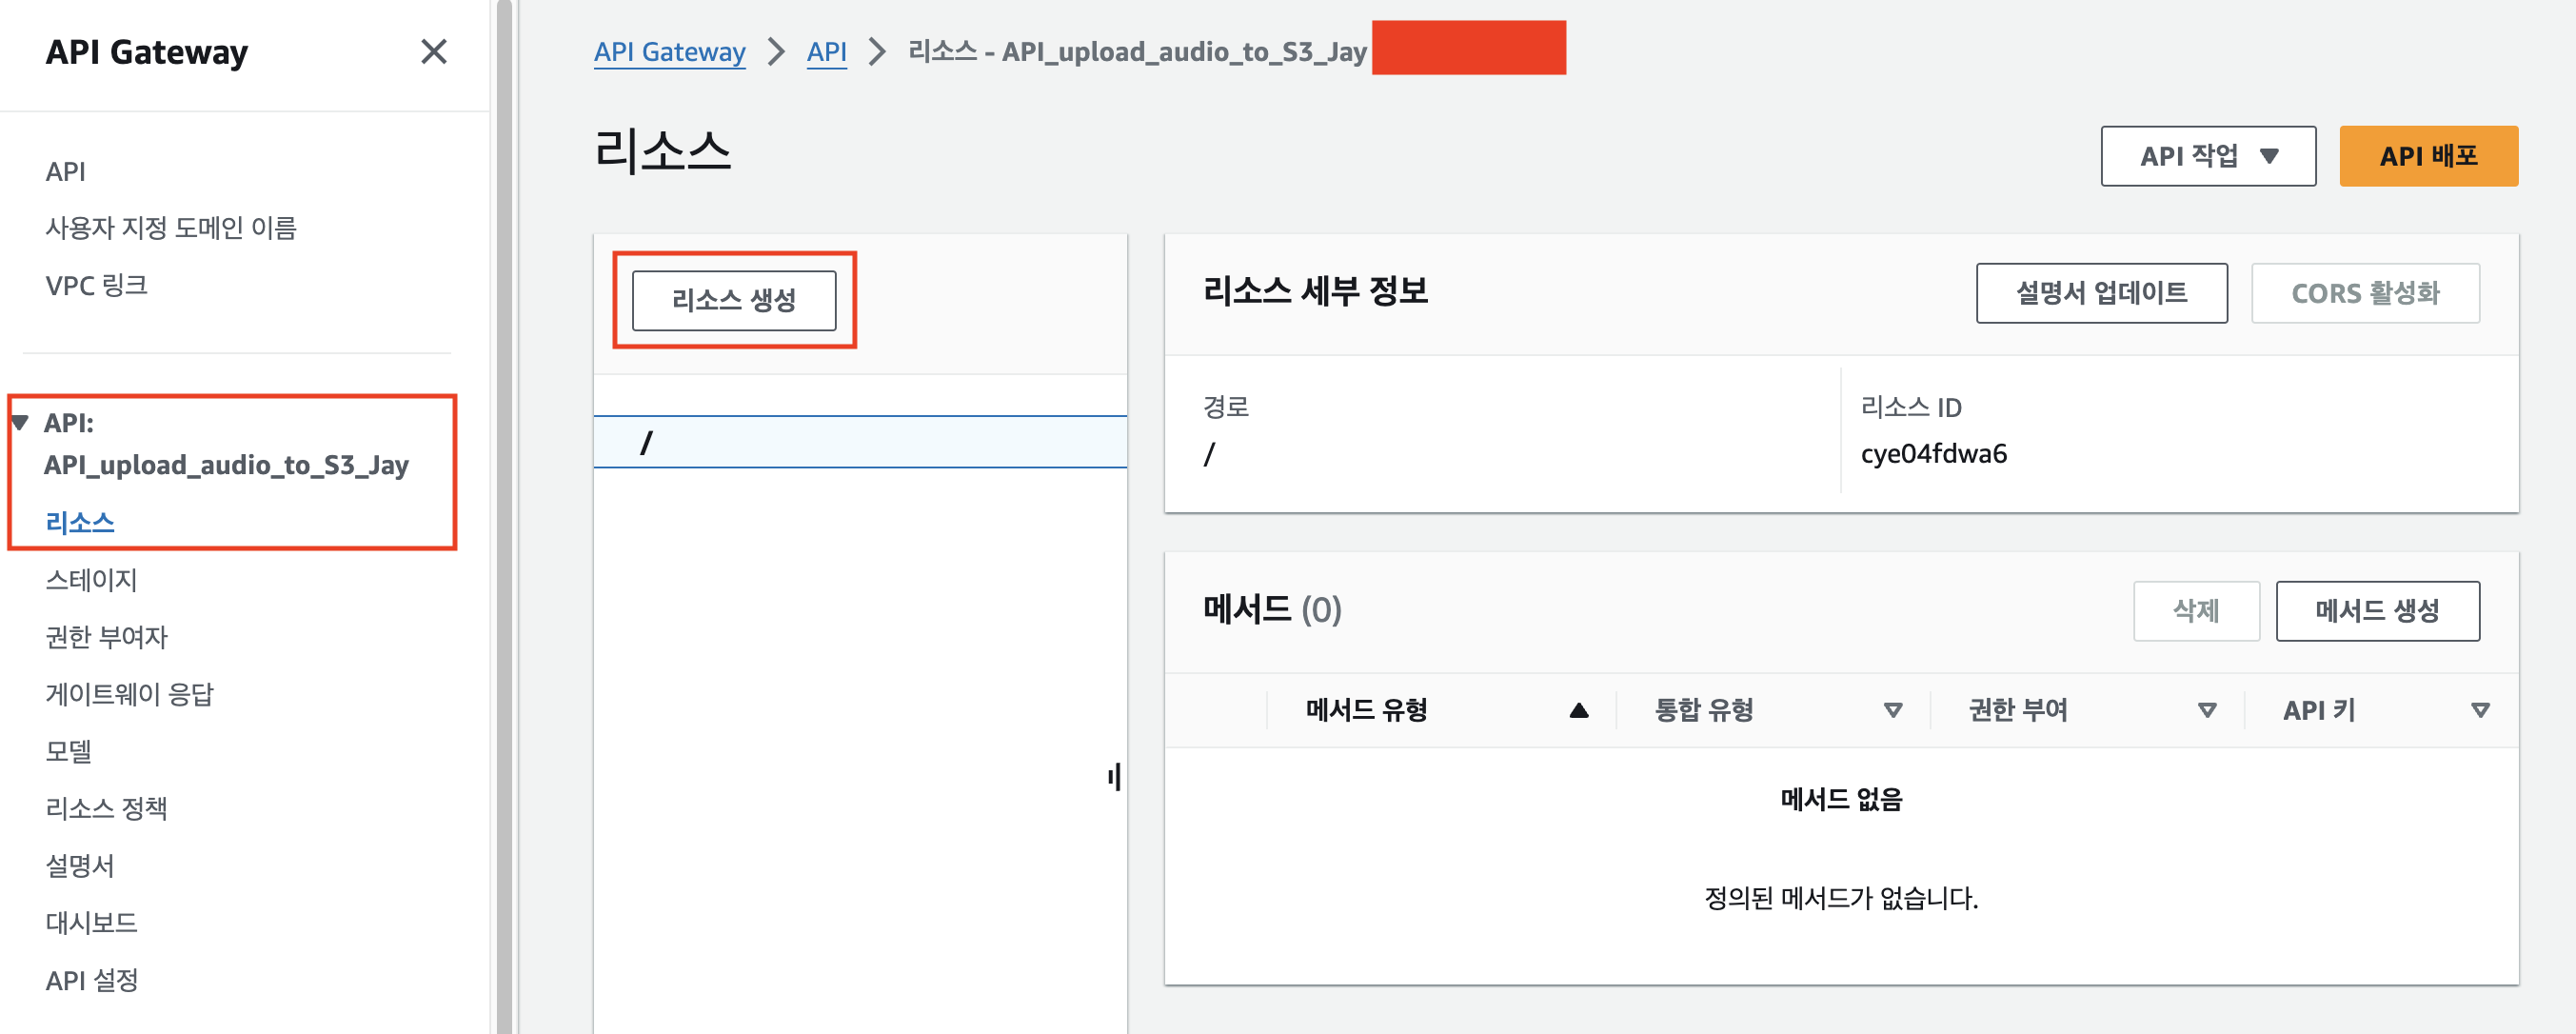 API Gateway
API
사용자 지정 도메인 이름
VPC 링크
API:
API_upload_audio_to_S3_Jay
리소스
스테이지
권한 부여자
게이트웨이 응답
모델
리소스 정책
설명서
대시보드
API 설정
API Gateway > API > 리소스 - API_upload_audio_to_S3_Jay
리소스
API 작업
API 배포
리소스 생성
/
리소스 세부 정보
설명서 업데이트
CORS 활성화
경로
/
리소스 ID
cye04fdwa6
메서드 (0)
삭제
메서드 생성
메서드 유형
통합 유형
권한 부여
API 키
메서드 없음
정의된 메서드가 없습니다.